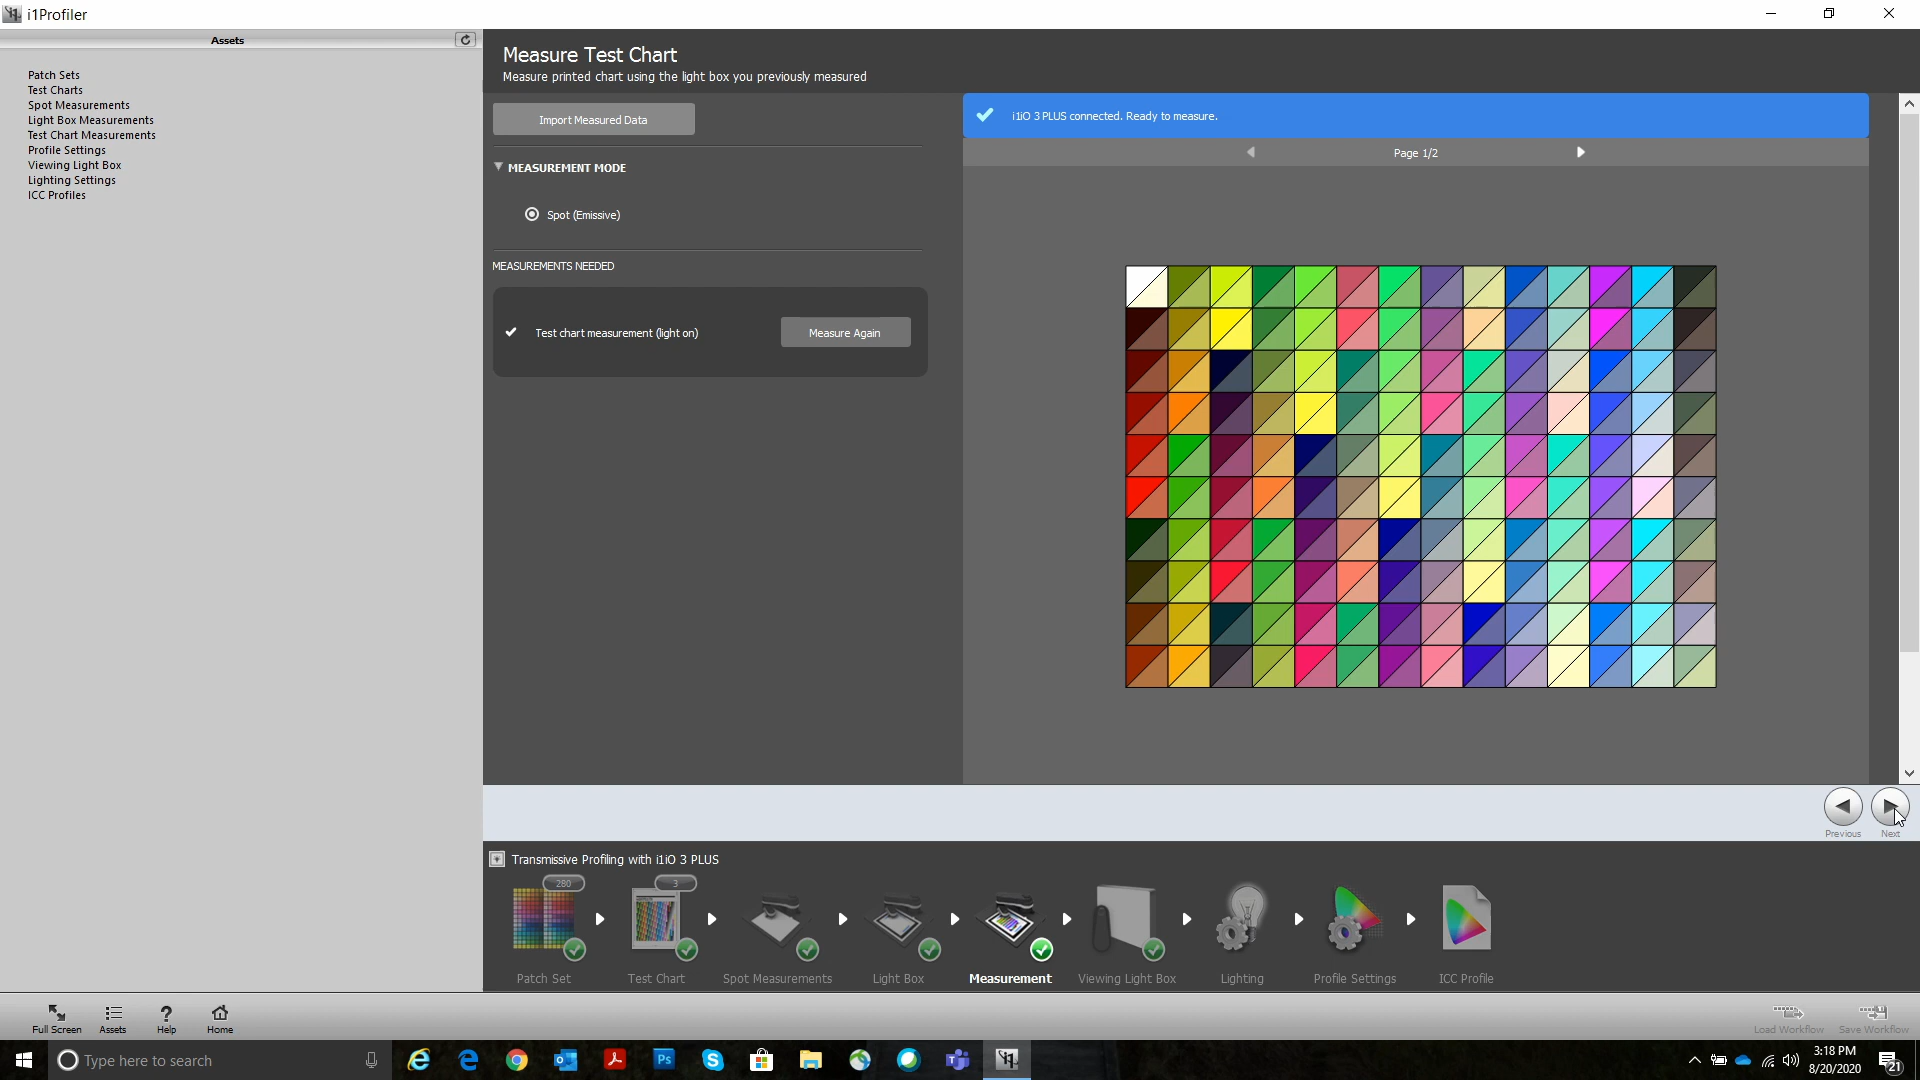 i1Profiler
Assets
Patch Sets
Test Charts
Spot Measurements
Light Box Measurements
Test Chart Measurements
Profile Settings
Viewing Light Box
Lighting Settings
ICC Profiles
Measure Test Chart
Measure printed chart using the light box you previously measured
Import Measured Data
MEASUREMENT MODE
Spot (Emissive)
MEASUREMENTS NEEDED
Test chart measurement (light on)
Measure Again
i1iO 3 PLUS connected. Ready to measure.
Page 1/2
Previous
Next
Transmissive Profiling with i1iO 3 PLUS
280
3
Patch Set
Test Chart
Spot Measurements
Light Box
Measurement
Viewing Light Box
Lighting
Profile Settings
ICC Profile
Full Screen
Assets
Help
Home
Load Workflow
Save Workflow
Type here to search
3:18 PM
8/20/2020
21